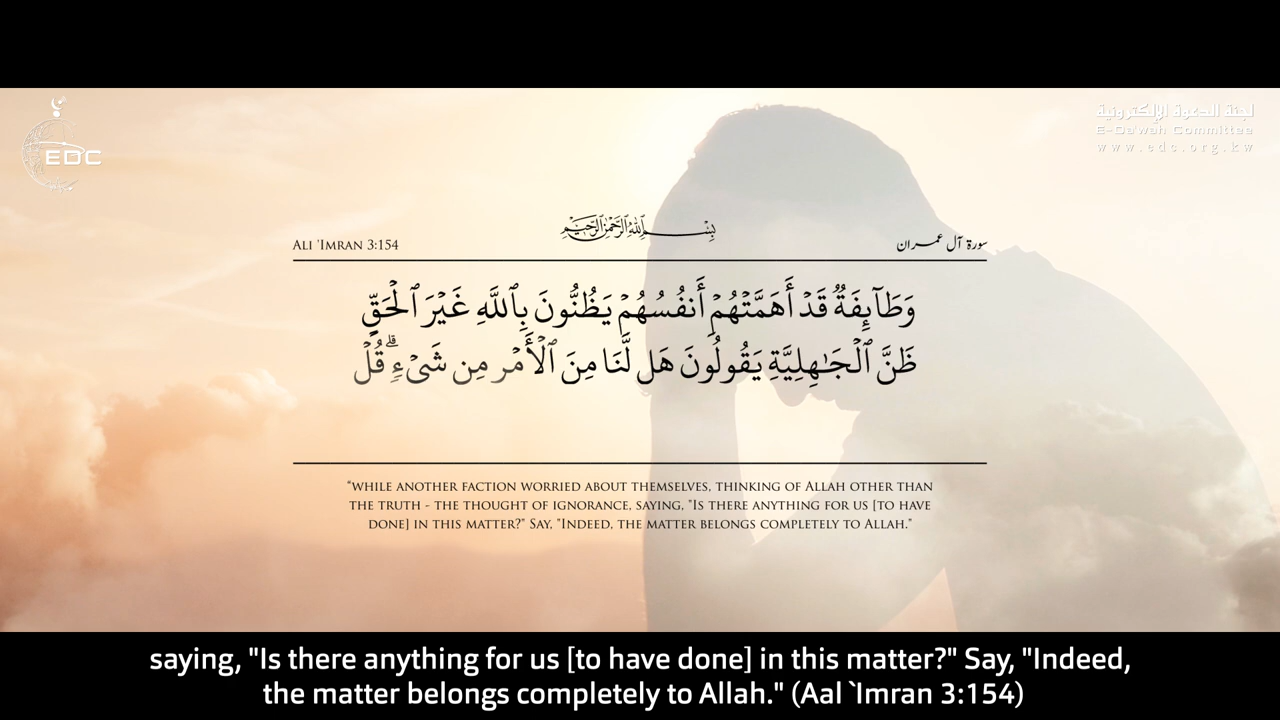 EDC
لجنة الدعوة الإلكترونية
E-Da'wah Committee
www.edc.org.kw
بِسْمِ ٱللَّهِ ٱلرَّحْمَٰنِ ٱلرَّحِيمِ
Ali `Imran 3:154
سورة آل عمران
وَطَآئِفَةٌ قَدْ أَهَمَّتْهُمْ أَنفُسُهُمْ يَظُنُّونَ بِٱللَّهِ غَيْرَ ٱلْحَقِّ
ظَنَّ ٱلْجَـٰهِلِيَّةِ يَقُولُونَ هَل لَّنَا مِنَ ٱلْأَمْرِ مِن شَىْءٍ ۗ قُلْ
"while another faction worried about themselves, thinking of Allah other than
the truth - the thought of ignorance, saying, "Is there anything for us [to have
done] in this matter?" Say, "Indeed, the matter belongs completely to Allah."
saying, "Is there anything for us [to have done] in this matter?" Say, "Indeed,
the matter belongs completely to Allah." (Aal `Imran 3:154)